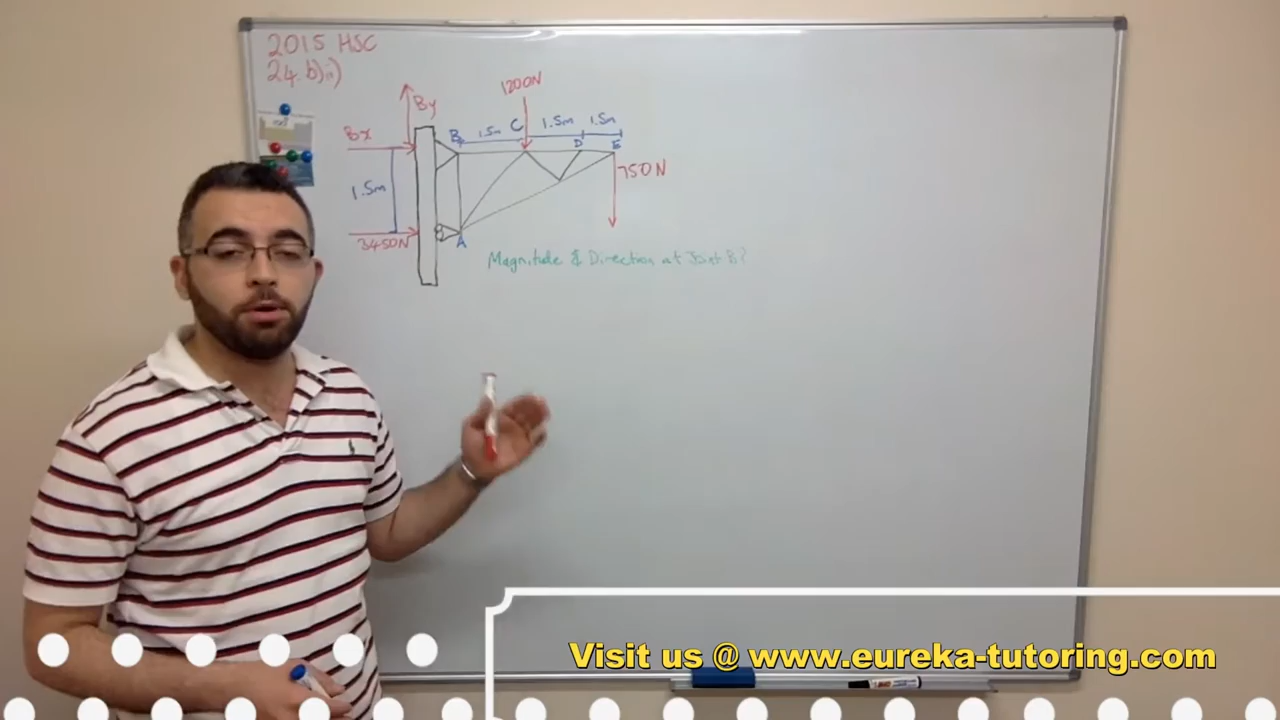 2015 HSC
24.b)ii)
1200N
By
Bx
B
1.5m
C
1.5m
1.5m
D
E
750N
1.5m
3450N
A
Magnitude & Direction at Joint B?
Visit us @ www.eureka-tutoring.com